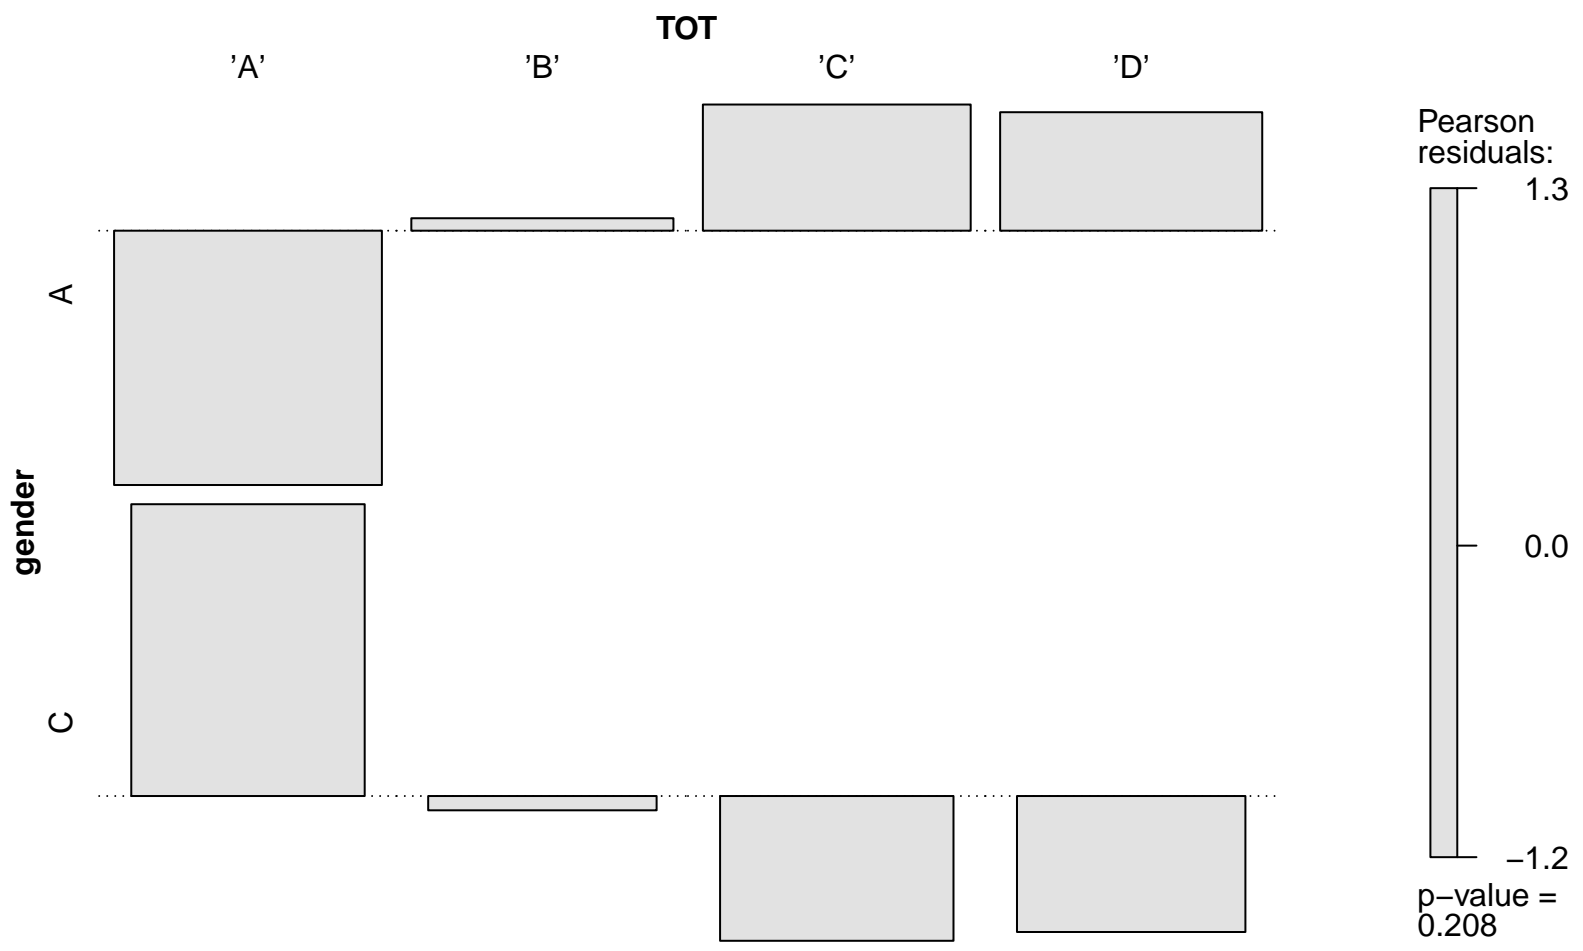 TOT
’A’ ’B’ ’C’ ’D’
gender
A
C
Pearson
residuals:
1.3
0.0
−1.2
p−value =
0.208